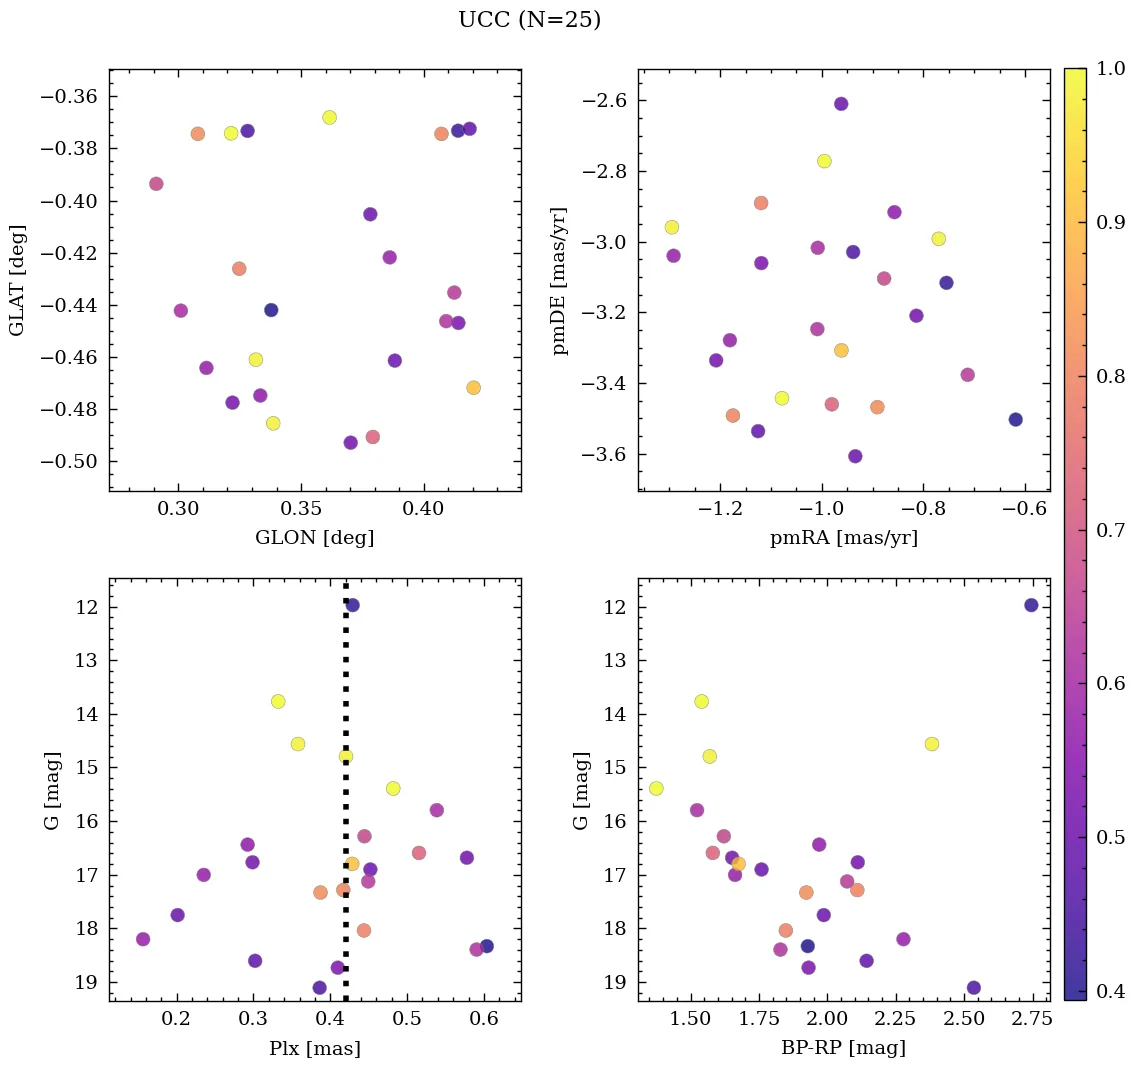 UCC (N=25)
−0.36
−0.38
−0.40
−0.42
−0.44
−0.46
−0.48
−0.50
GLAT [deg]
0.30 0.35 0.40
GLON [deg]
−2.6
−2.8
−3.0
−3.2
−3.4
−3.6
pmDE [mas/yr]
−1.2 −1.0 −0.8 −0.6
pmRA [mas/yr]
12
13
14
15
16
17
18
19
G [mag]
0.2 0.3 0.4 0.5 0.6
Plx [mas]
12
13
14
15
16
17
18
19
G [mag]
1.50 1.75 2.00 2.25 2.50 2.75
BP-RP [mag]
1.0
0.9
0.8
0.7
0.6
0.5
0.4